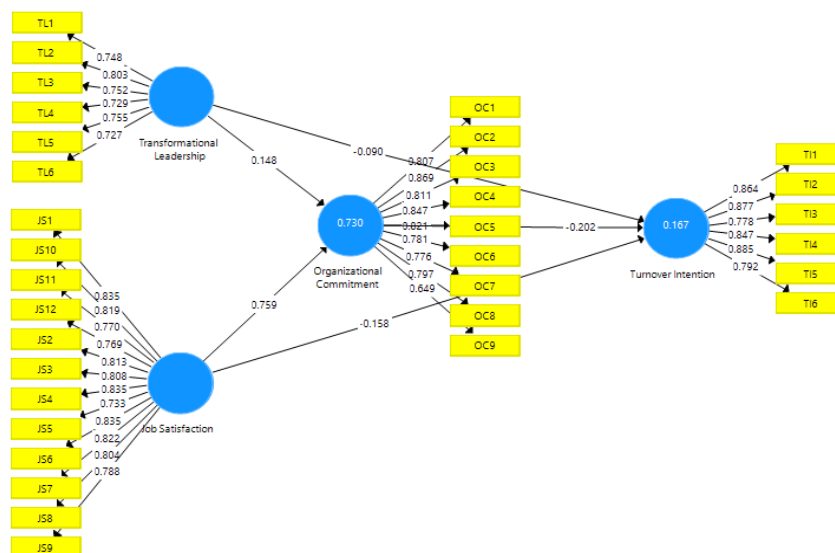 TL1
TL2
TL3
TL4
TL5
TL6
0.748
0.803
0.752
0.729
0.755
0.727
Transformational
Leadership
0.148
-0.090
JS1
JS10
JS11
JS12
JS2
JS3
JS4
JS5
JS6
JS7
JS8
JS9
0.835
0.819
0.770
0.769
0.813
0.808
0.835
0.733
0.835
0.822
0.804
0.788
Job Satisfaction
0.759
-0.158
0.730
Organizational
Commitment
0.807
0.869
0.811
0.847
0.821
0.781
0.776
0.797
0.649
OC1
OC2
OC3
OC4
OC5
OC6
OC7
OC8
OC9
-0.202
0.167
Turnover Intention
0.864
0.877
0.778
0.847
0.885
0.792
TI1
TI2
TI3
TI4
TI5
TI6